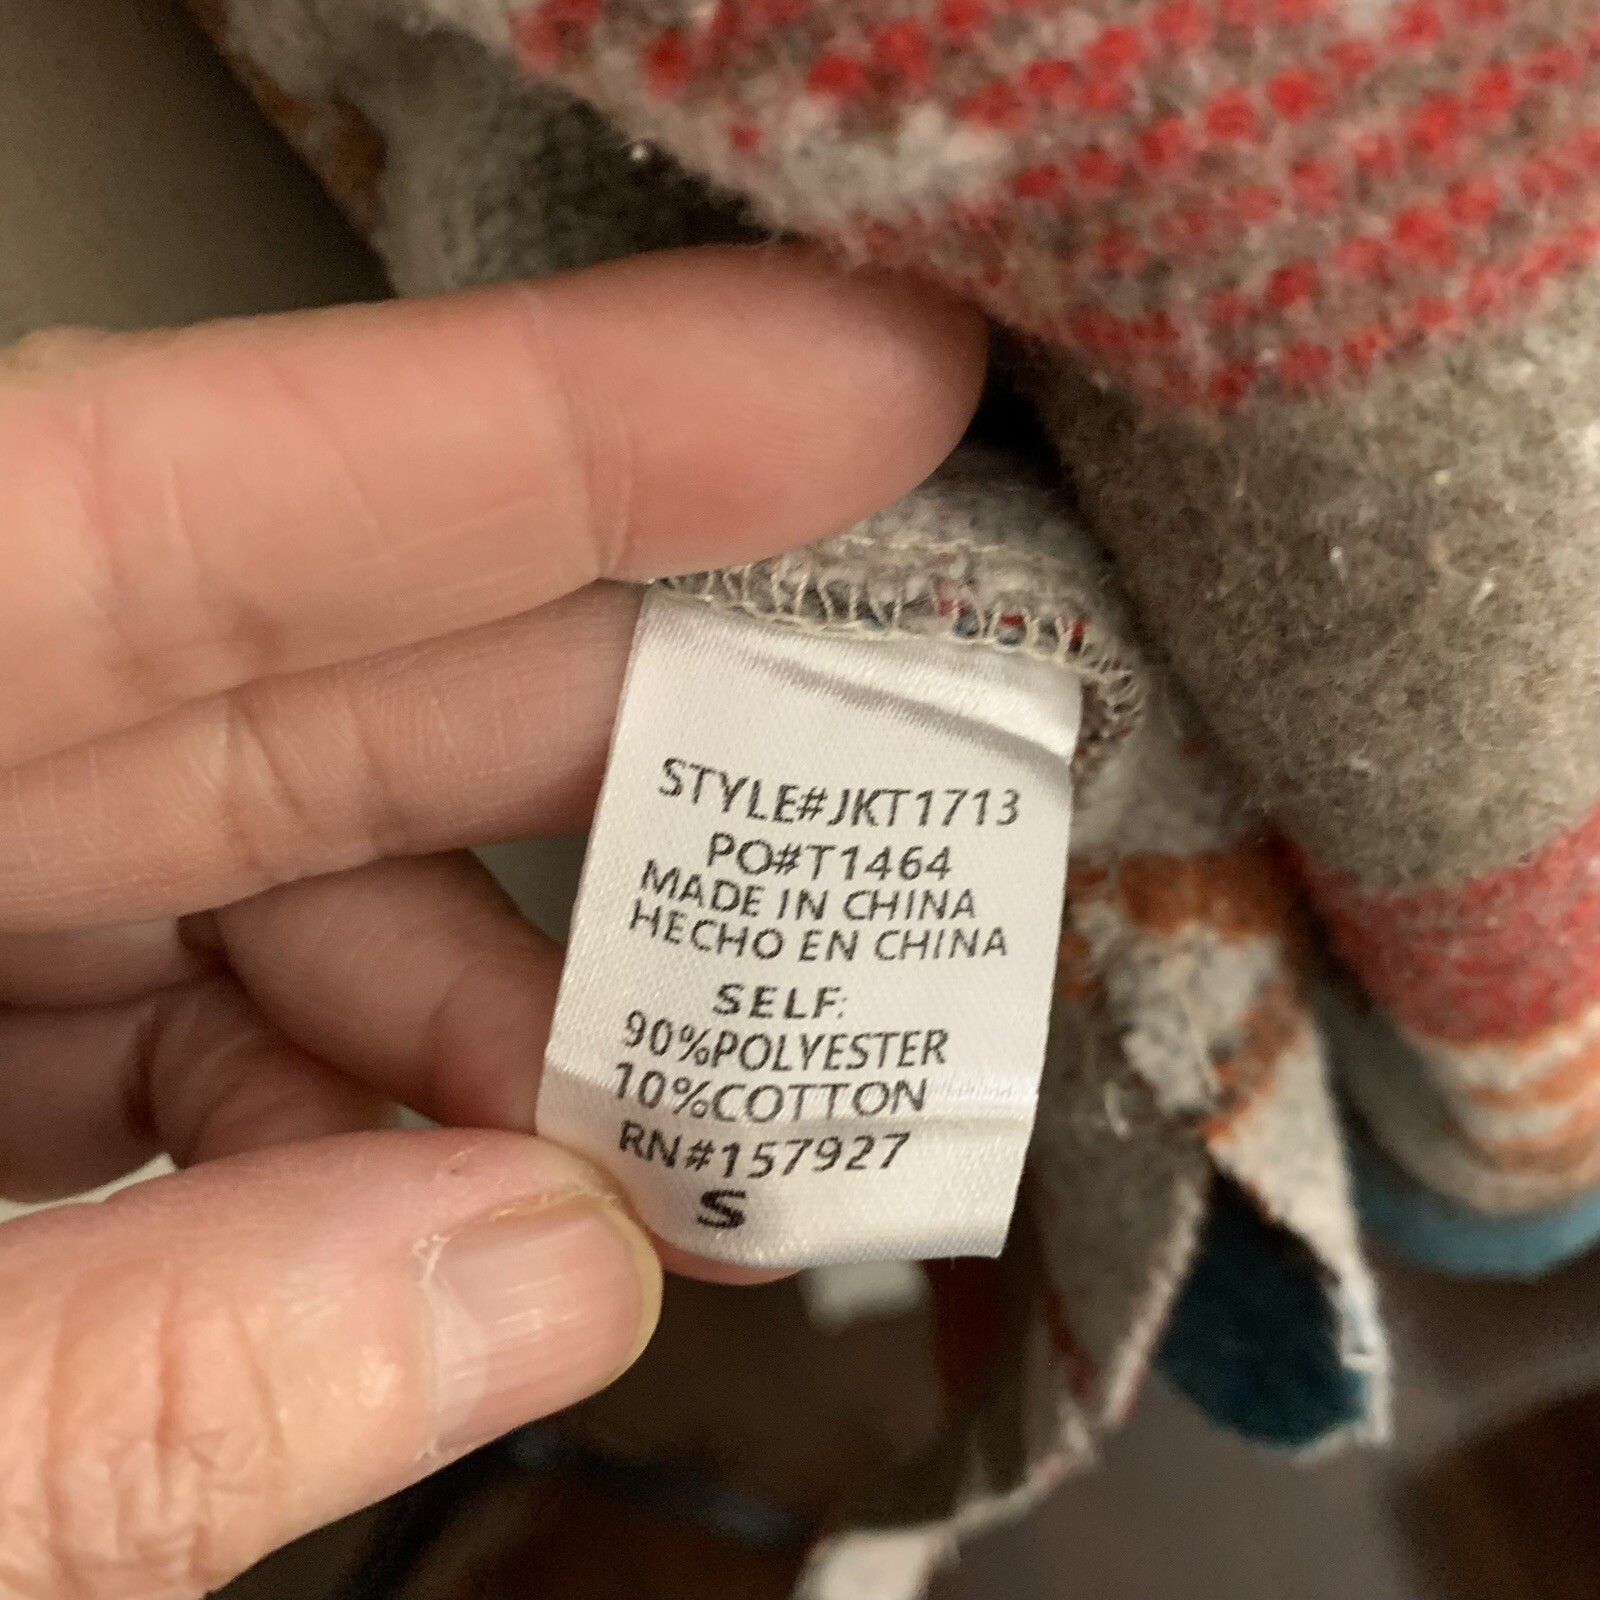 STYLE#JKT1713
PO#T1464
MADE IN CHINA
HECHO EN CHINA
SELF:
90%POLYESTER
10%COTTON
RN#157927
S